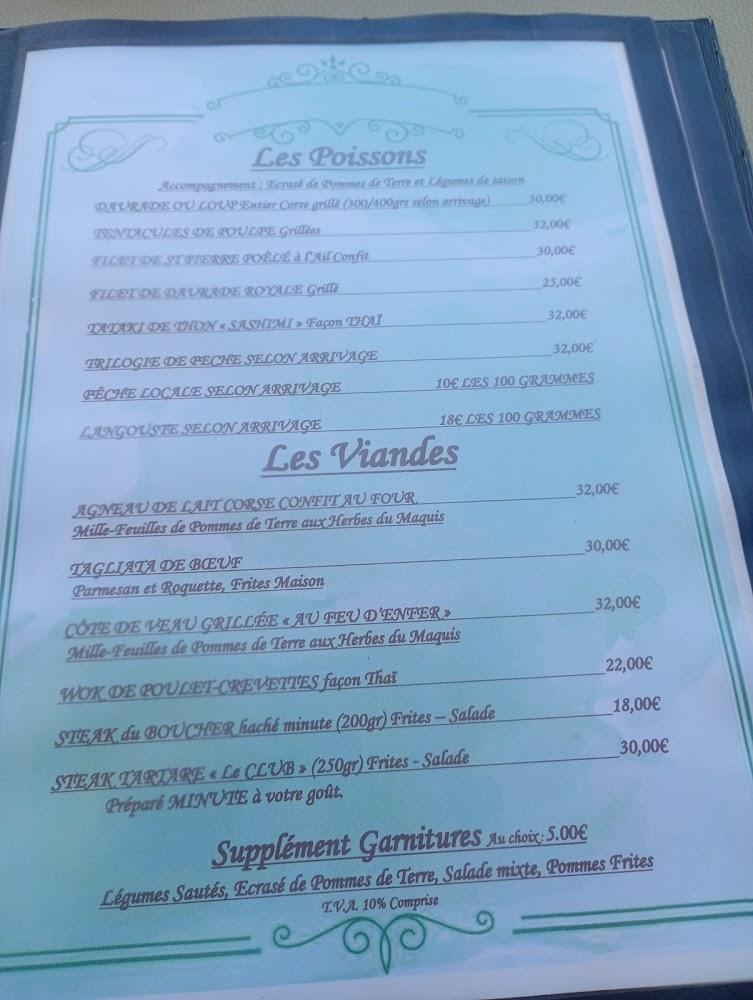 Les Poissons
Accompagnement : Ecrasé de Pommes de Terre et Légumes de saison
DAURADE OU LOUP Entier Corse grillé (300/400grs selon arrivage) 30,00€
TENTACULES DE POULPE Grillées 32,00€
FILET DE ST PIERRE POÊLÉ à l'Ail Confit 30,00€
FILET DE DAURADE ROYALE Grillé 25,00€
TATAKI DE THON « SASHIMI » Façon THAÏ 32,00€
TRILOGIE DE PECHE SELON ARRIVAGE 32,00€
PÊCHE LOCALE SELON ARRIVAGE 10€ LES 100 GRAMMES
LANGOUSTE SELON ARRIVAGE 18€ LES 100 GRAMMES
Les Viandes
AGNEAU DE LAIT CORSE CONFIT AU FOUR 32,00€
Mille-Feuilles de Pommes de Terre aux Herbes du Maquis
TAGLIATA DE BŒUF 30,00€
Parmesan et Roquette, Frites Maison
CÔTE DE VEAU GRILLÉE « AU FEU D'ENFER » 32,00€
Mille-Feuilles de Pommes de Terre aux Herbes du Maquis
WOK DE POULET-CREVETTES façon Thaï 22,00€
STEAK du BOUCHER haché minute (200gr) Frites – Salade 18,00€
STEAK TARTARE « Le CLUB » (250gr) Frites - Salade 30,00€
Préparé MINUTE à votre goût.
Supplément Garnitures Au choix : 5.00€
Légumes Sautés, Ecrasé de Pommes de Terre, Salade mixte, Pommes Frites
T.V.A. 10% Comprise